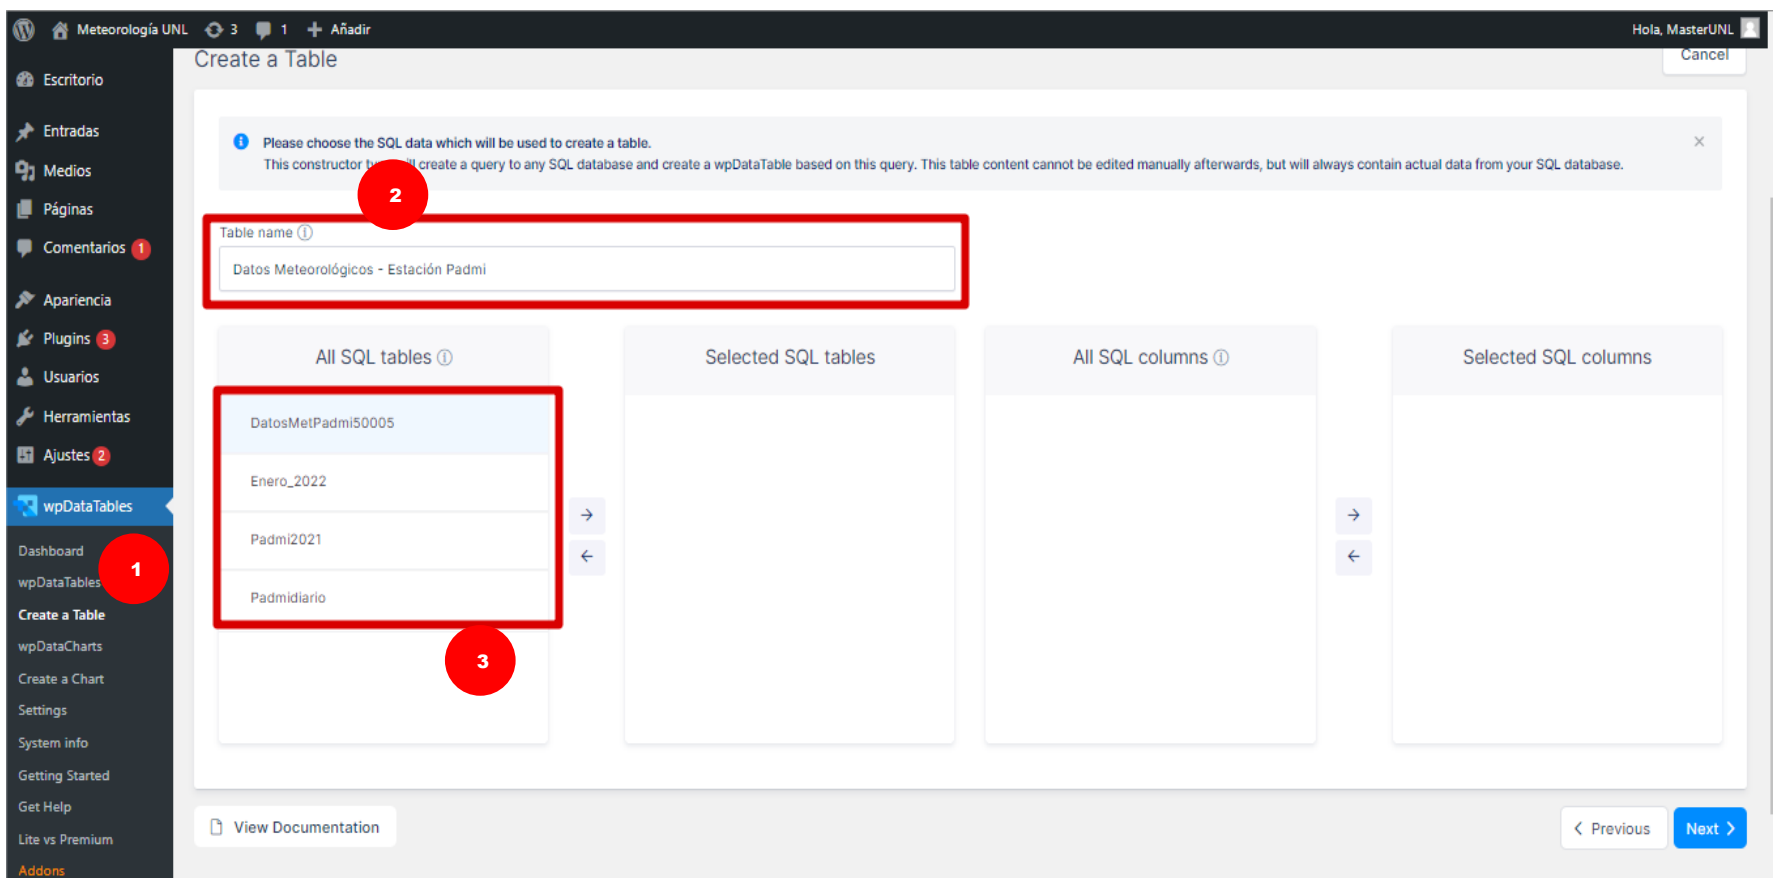 Meteorología UNL 3 1 + Añadir
Hola, MasterUNL
Escritorio
Entradas
Medios
Páginas
Comentarios 1
Apariencia
Plugins 3
Usuarios
Herramientas
Ajustes 2
wpDataTables
Dashboard
wpDataTables
Create a Table
wpDataCharts
Create a Chart
Settings
System info
Getting Started
Get Help
Lite vs Premium
Addons
1
Create a Table
Cancel
Please choose the SQL data which will be used to create a table.
This constructor create a query to any SQL database and create a wpDataTable based on this query. This table content cannot be edited manually afterwards, but will always contain actual data from your SQL database.
2
Table name
Datos Meteorológicos - Estación Padmi
All SQL tables
Selected SQL tables
All SQL columns
Selected SQL columns
DatosMetPadmi50005
Enero_2022
Padmi2021
Padmidiario
3
View Documentation
Previous
Next